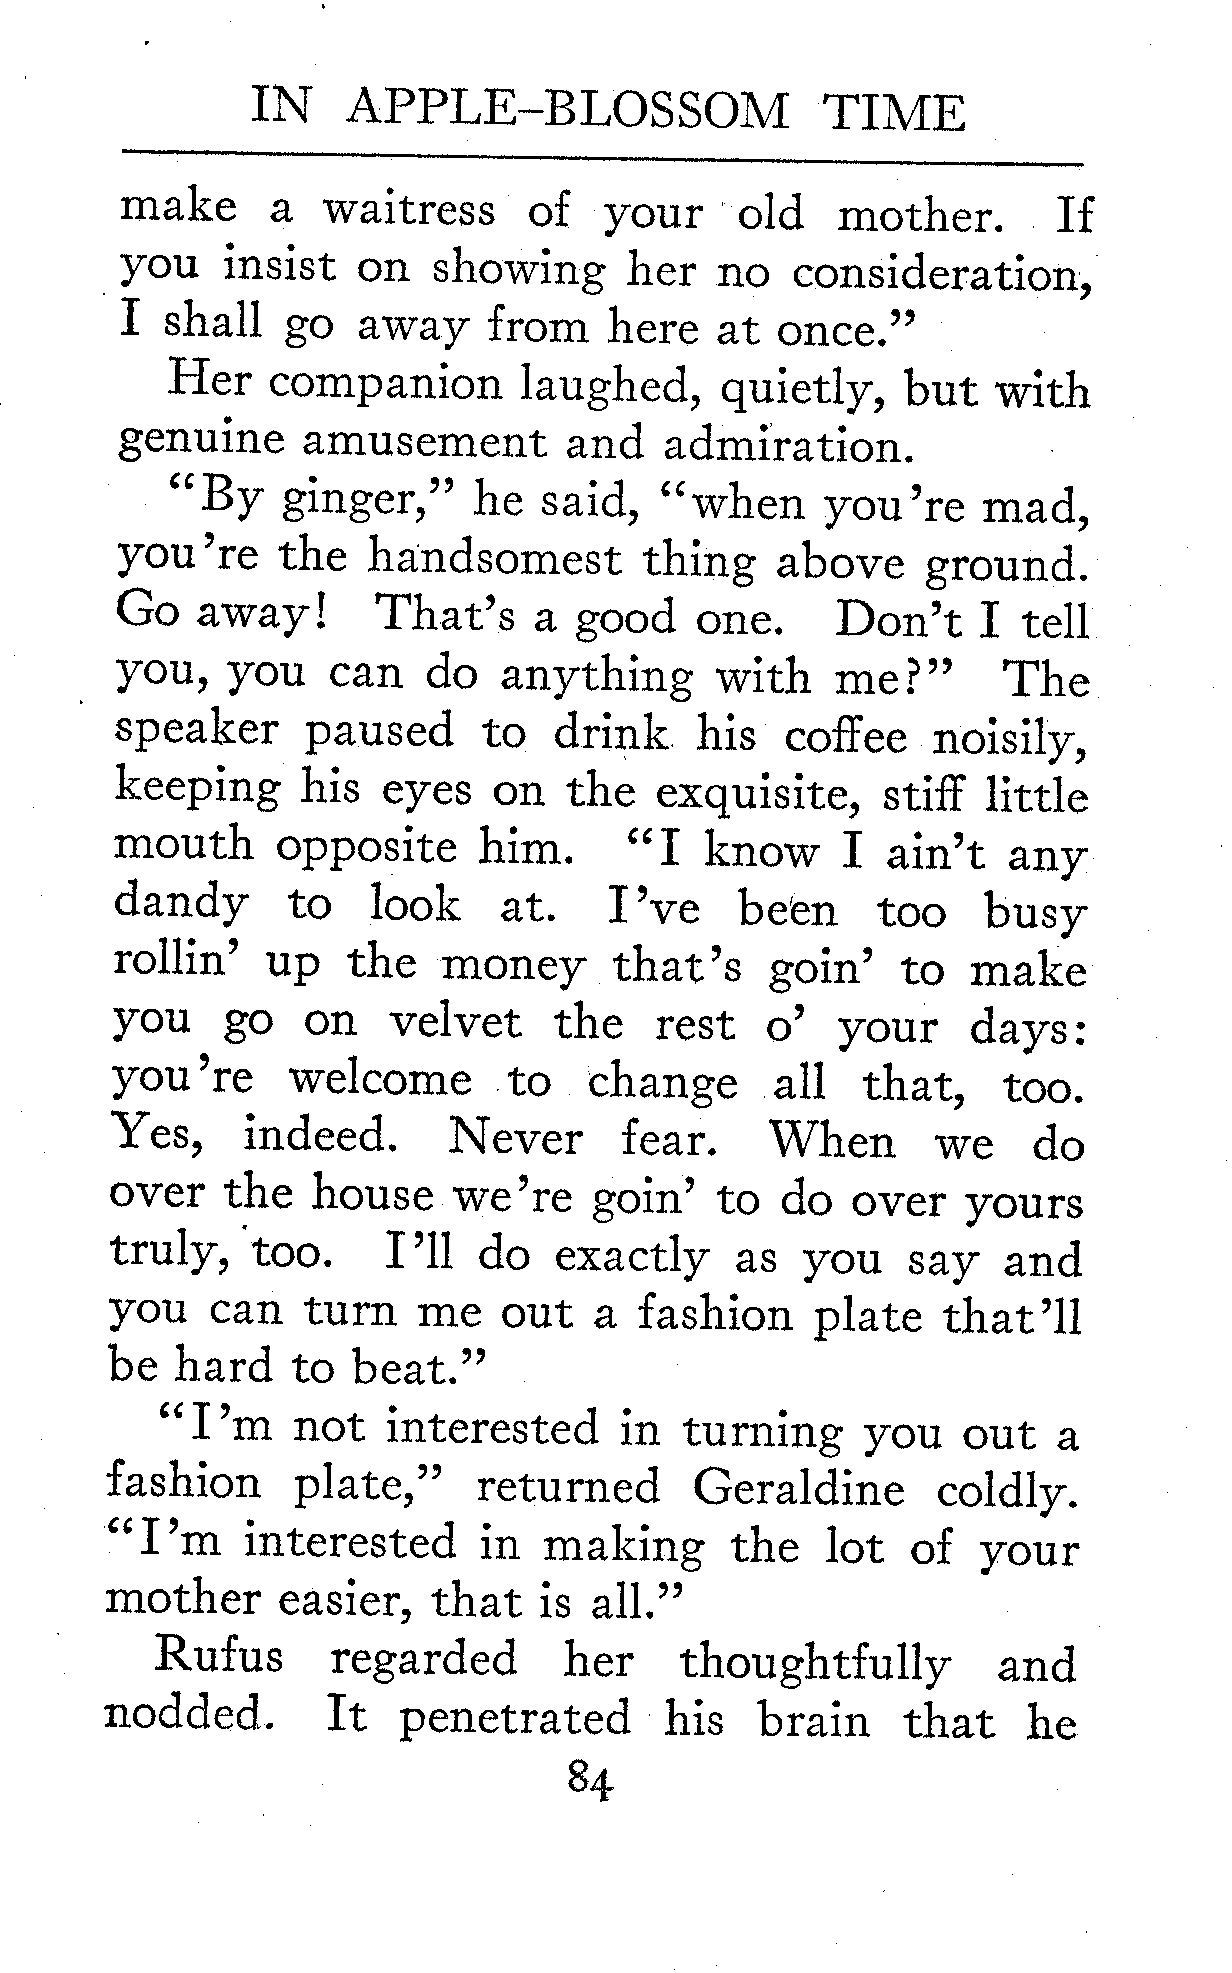 IN APPLE-BLOSSOM TIME
make a waitress of your old mother. If
you insist on showing her no consideration,
I shall go away from here at once.”
Her companion laughed, quietly, but with
genuine amusement and admiration.
“By ginger,” he said, “when you're mad,
you're the handsomest thing above ground.
Go away! That's a good one. Don't I tell
you, you can do anything with me?” The
speaker paused to drink his coffee noisily,
keeping his eyes on the exquisite, stiff little
mouth opposite him. “I know I ain't any
dandy to look at. I've been too busy
rollin' up the money that's goin' to make
you go on velvet the rest o' your days:
you're welcome to change all that, too.
Yes, indeed. Never fear. When we do
over the house we're goin' to do over yours
truly, too. I'll do exactly as you say and
you can turn me out a fashion plate that'll
be hard to beat.”
“I'm not interested in turning you out a
fashion plate,” returned Geraldine coldly.
“I'm interested in making the lot of your
mother easier, that is all.”
Rufus regarded her thoughtfully and
nodded. It penetrated his brain that he
84